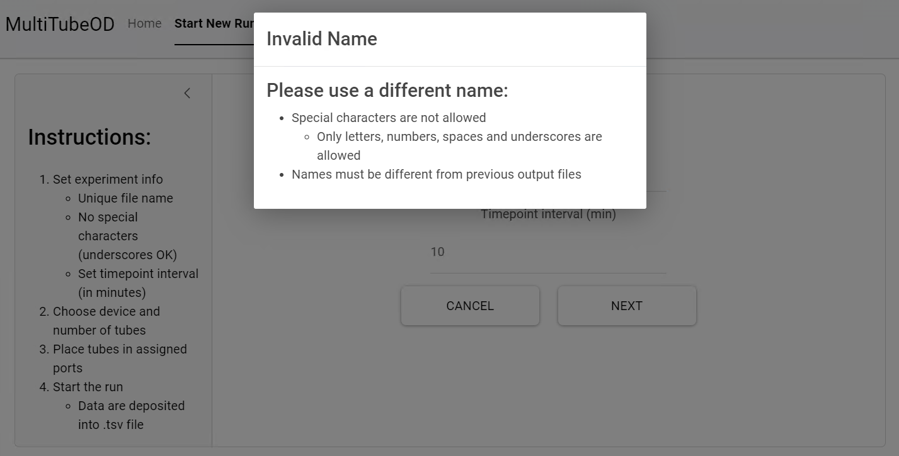 MultiTubeOD Home Start New Run
Invalid Name
Please use a different name:
• Special characters are not allowed
Only letters, numbers, spaces and underscores are
allowed
• Names must be different from previous output files
Instructions:
1. Set experiment info
Unique file name
No special
characters
(underscores OK)
Set timepoint interval
(in minutes)
2. Choose device and
number of tubes
3. Place tubes in assigned
ports
4. Start the run
Data are deposited
into .tsv file
Timepoint interval (min)
10
CANCEL NEXT